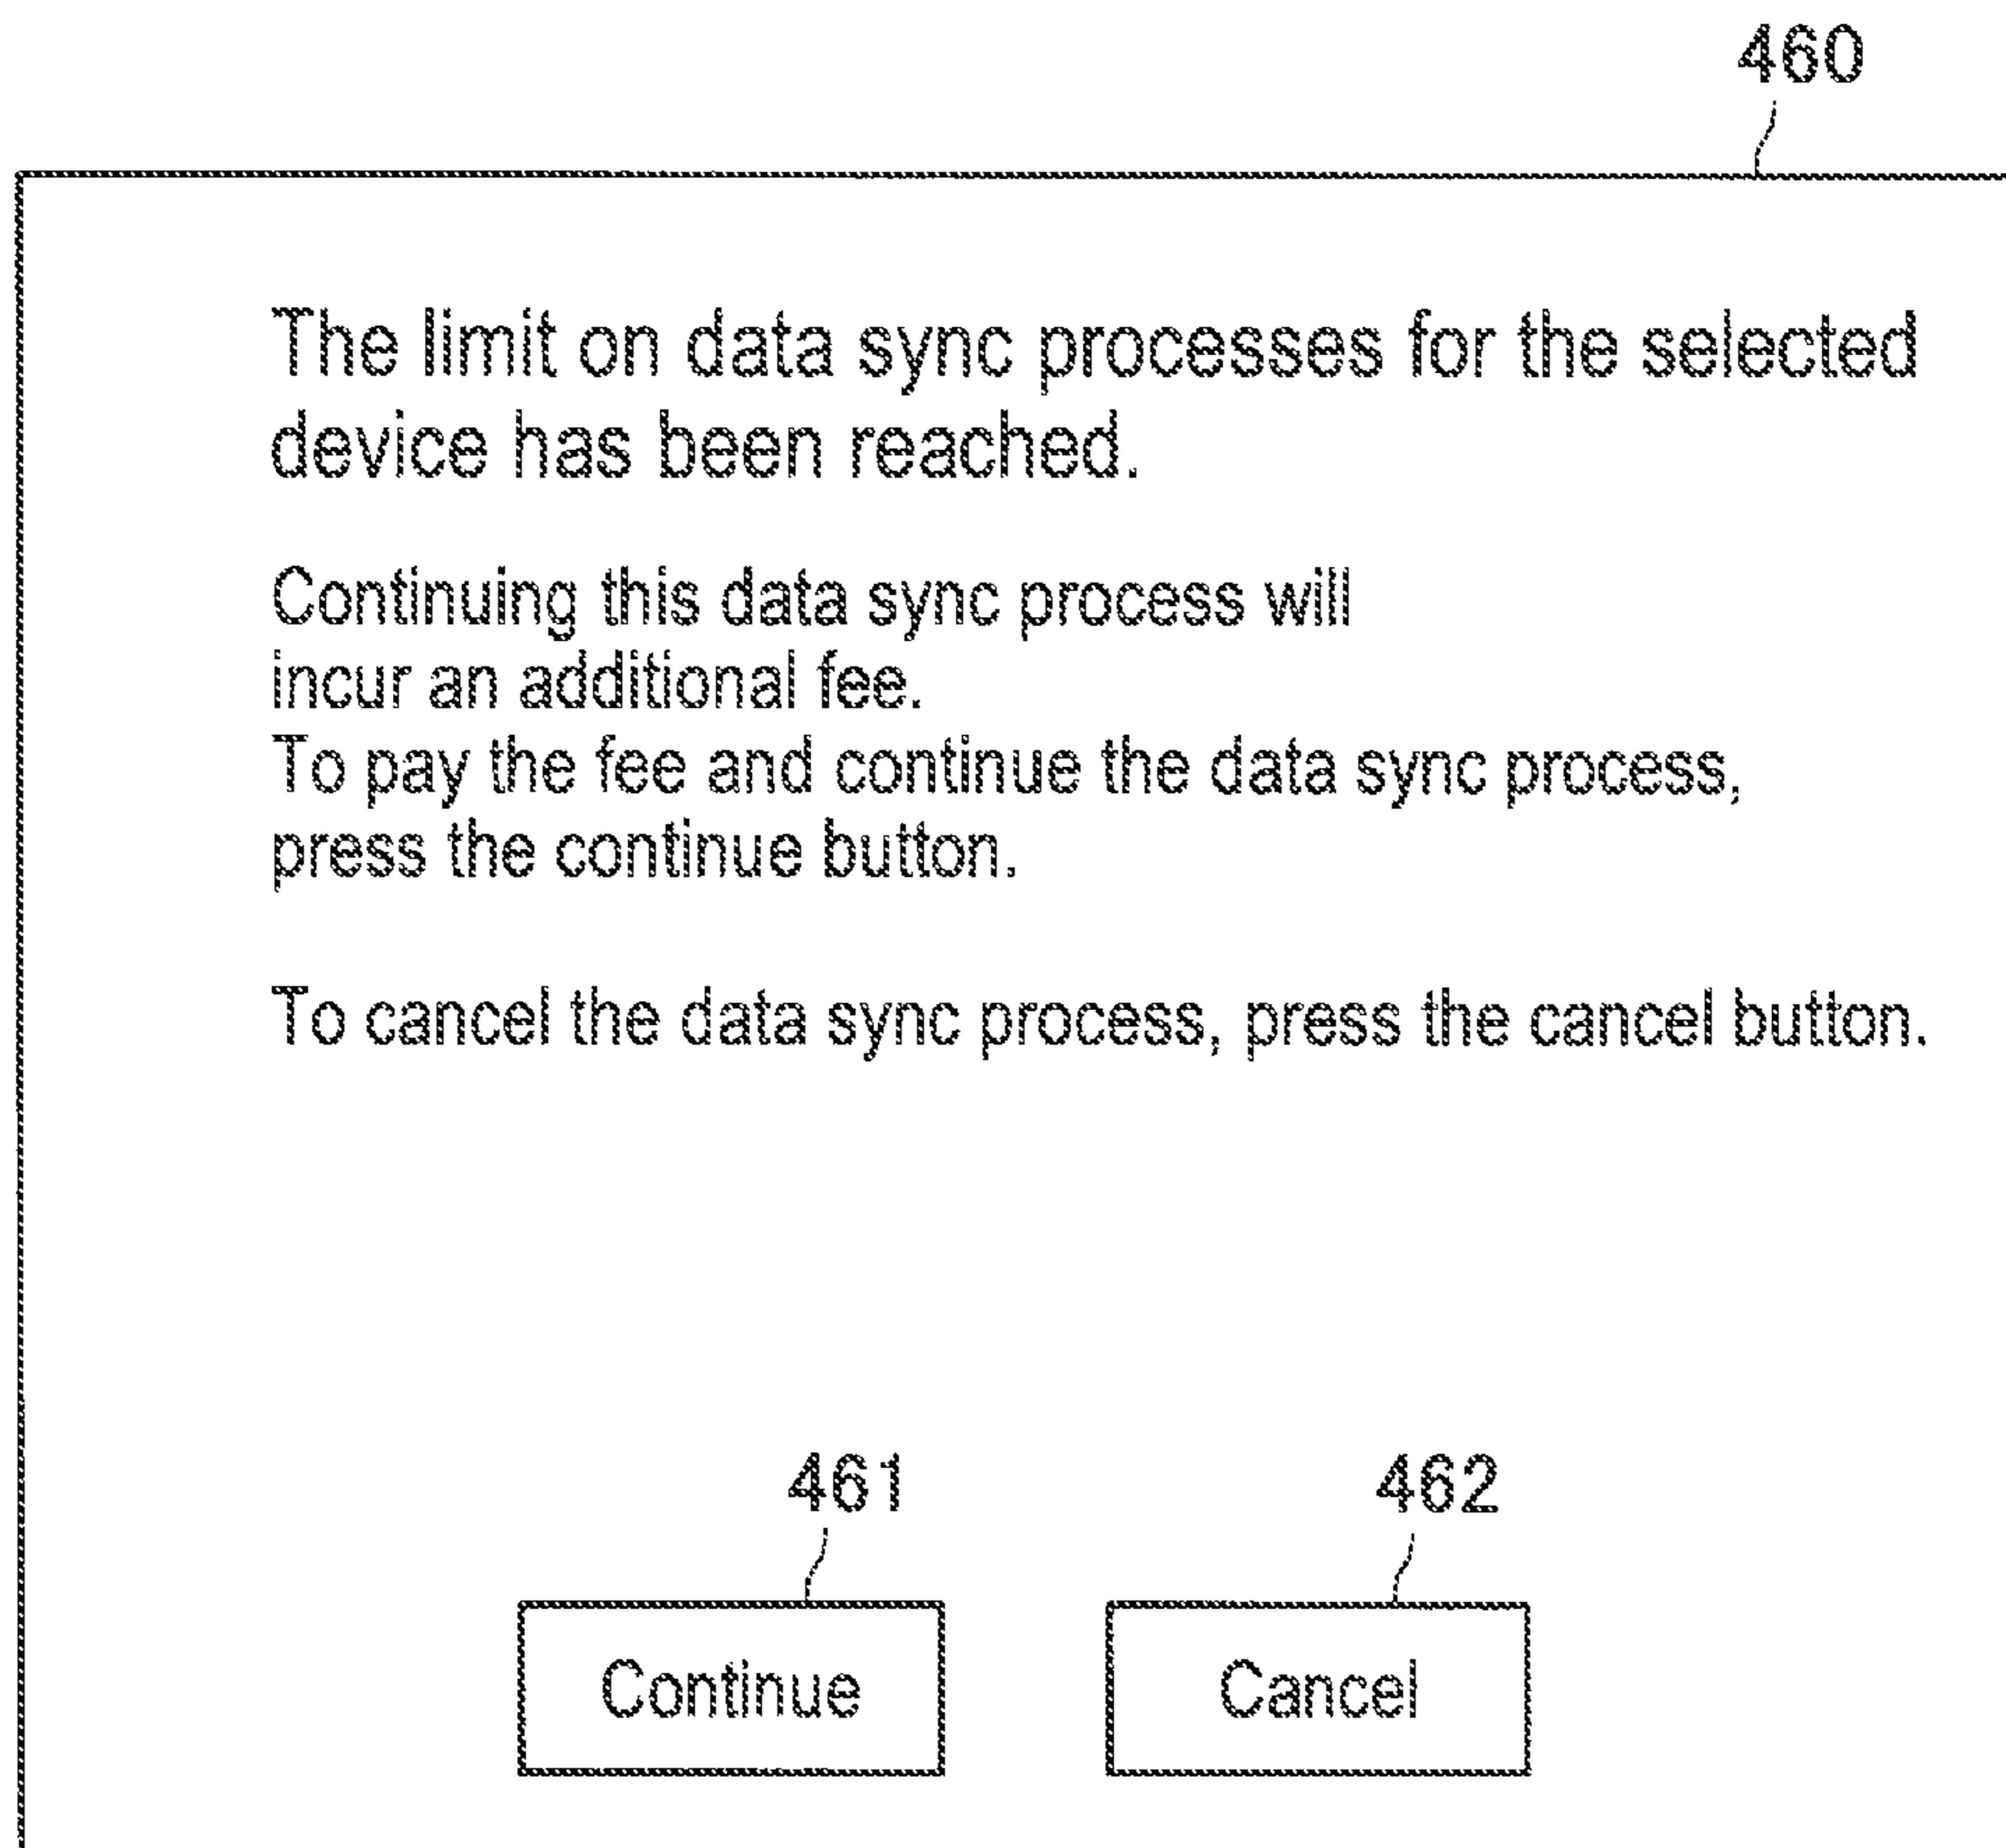 460
The limit on data sync processes for the selected
device has been reached.
Continuing this data sync process will
incur an additional fee.
To pay the fee and continue the data sync process,
press the continue button.
To cancel the data sync process, press the cancel button.
461 462
Continue Cancel